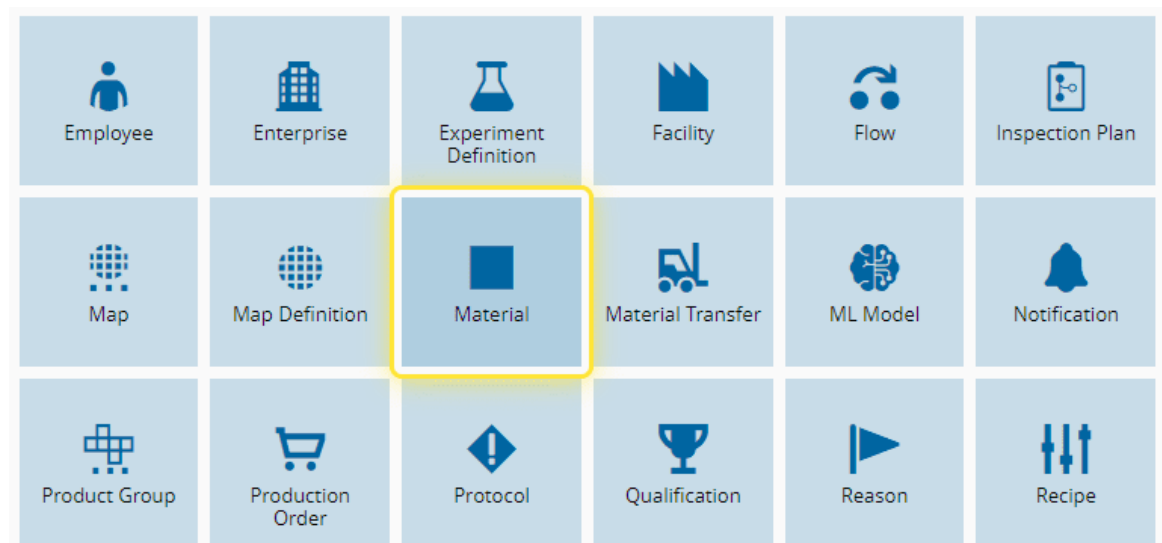 Employee
Enterprise
Experiment
Definition
Facility
Flow
Inspection Plan
Map
Map Definition
Material
Material Transfer
ML Model
Notification
Product Group
Production
Order
Protocol
Qualification
Reason
Recipe